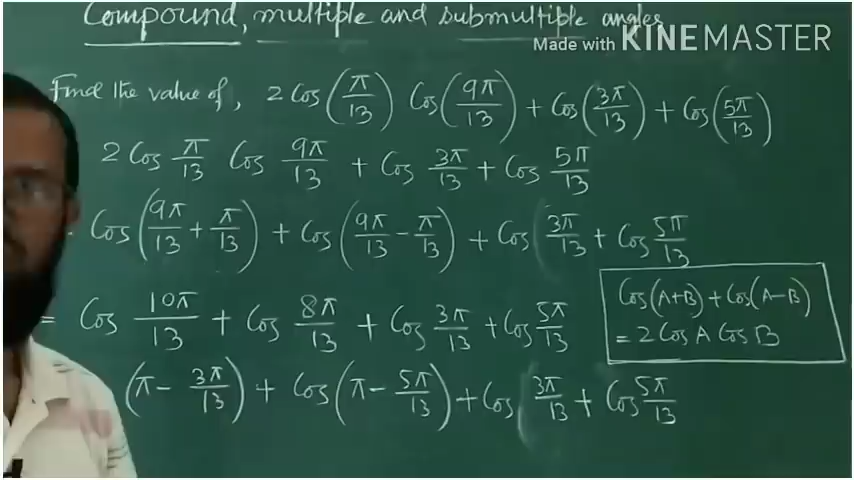 Compound, multiple and submultiple angles
Made with KINEMASTER
Find the value of, 2 Cos (π/13) Cos (9π/13) + Cos (3π/13) + Cos (5π/13)
2 Cos π/13 Cos 9π/13 + Cos 3π/13 + Cos 5π/13
Cos (9π/13 + π/13) + Cos (9π/13 - π/13) + Cos (3π/13 + Cos 5π/13
= Cos 10π/13 + Cos 8π/13 + Cos 3π/13 + Cos 5π/13
Cos(A+B) + Cos(A-B)
= 2 Cos A Cos B
(π - 3π/13) + Cos (π - 5π/13) + Cos (3π/13 + Cos 5π/13